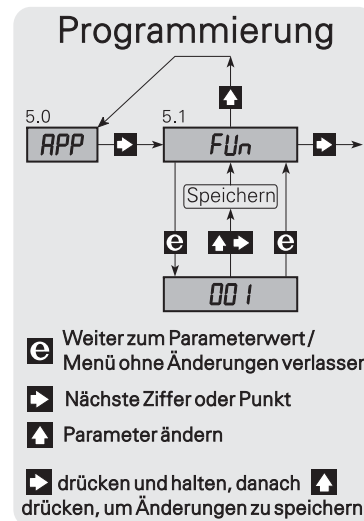 Programmierung
5.0
5.1
APP
FUn
Speichern
e
e
001
e Weiter zum Parameterwert/
Menü ohne Änderungen verlassen
Nächste Ziffer oder Punkt
Parameter ändern
drücken und halten, danach
drücken, um Änderungen zu speichern